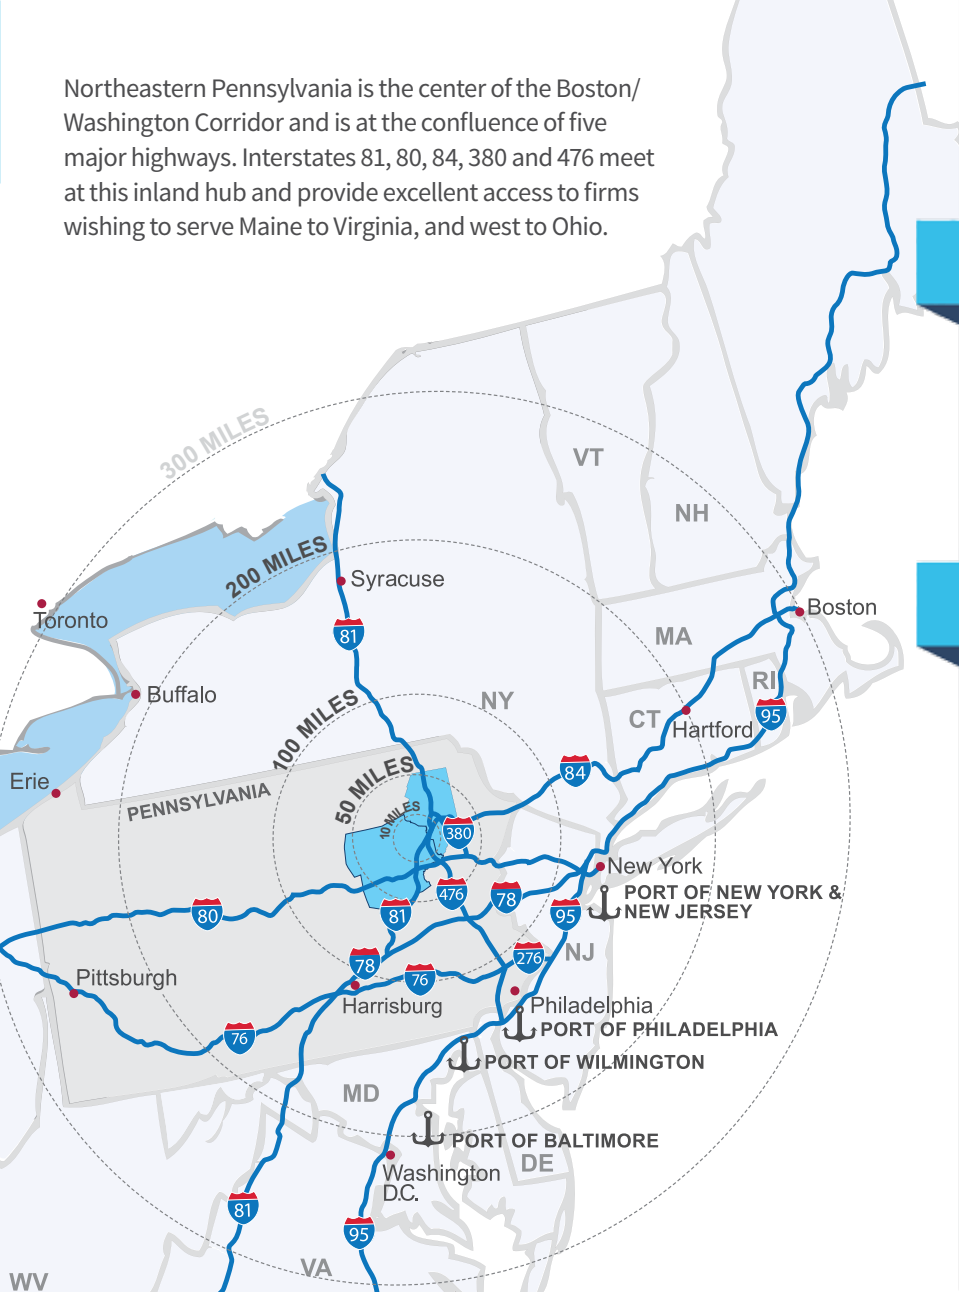 Northeastern Pennsylvania is the center of the Boston/
Washington Corridor and is at the confluence of five
major highways. Interstates 81, 80, 84, 380 and 476 meet
at this inland hub and provide excellent access to firms
wishing to serve Maine to Virginia, and west to Ohio.
300 MILES
VT
NH
200 MILES
Syracuse
Toronto
Boston
81
MA
Buffalo
NY
RI
100 MILES
CT
95
Hartford
Erie
84
50 MILES
PENNSYLVANIA
10 MILES
380
New York
476
78
PORT OF NEW YORK &
NEW JERSEY
80
81
95
NJ
276
78
76
Pittsburgh
Harrisburg
Philadelphia
PORT OF PHILADELPHIA
76
PORT OF WILMINGTON
MD
PORT OF BALTIMORE
DE
Washington
D.C.
81
95
VA
WV